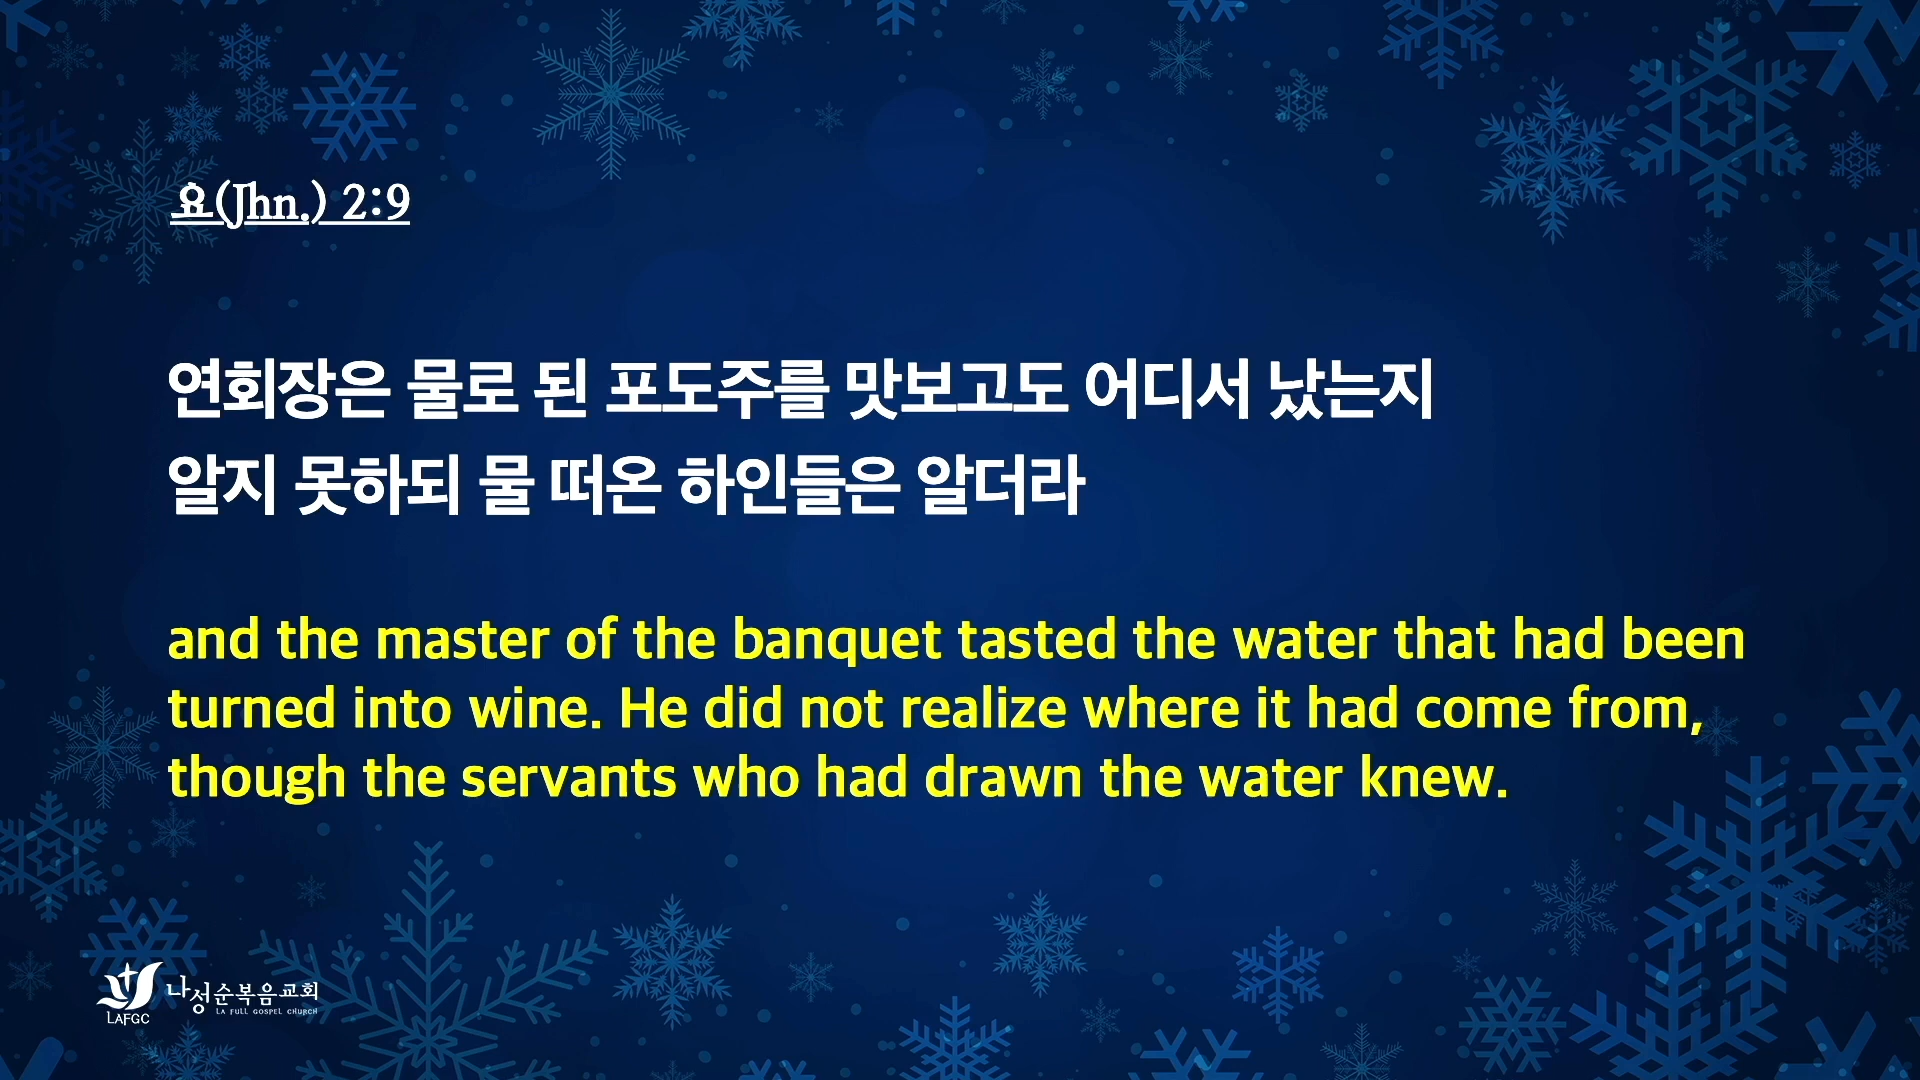 요(Jhn.) 2:9
연회장은 물로 된 포도주를 맛보고도 어디서 났는지
알지 못하되 물 떠온 하인들은 알더라
and the master of the banquet tasted the water that had been
turned into wine. He did not realize where it had come from,
though the servants who had drawn the water knew.
LAFGC
나성순복음교회
LA FULL GOSPEL CHURCH